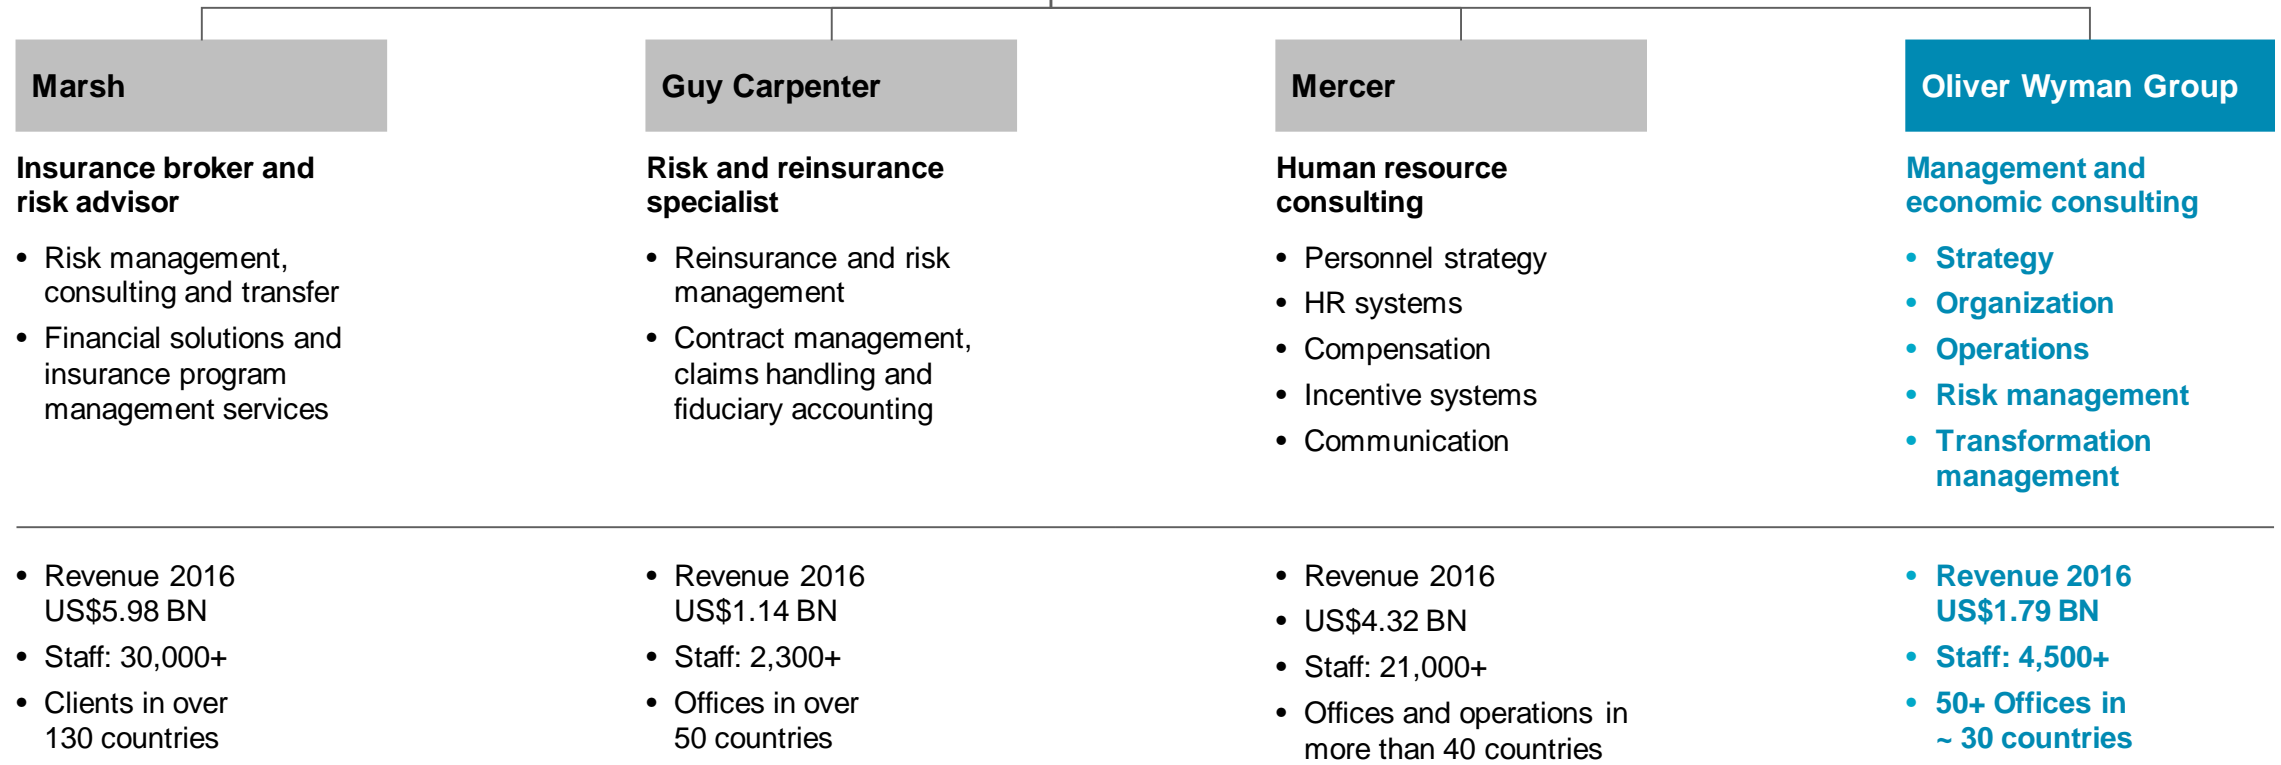 Marsh
Insurance broker and
risk advisor
• Risk management,
consulting and transfer
• Financial solutions and
insurance program
management services
• Revenue 2016
US$5.98 BN
• Staff: 30,000+
• Clients in over
130 countries
Guy Carpenter
Risk and reinsurance
specialist
• Reinsurance and risk
management
• Contract management,
claims handling and
fiduciary accounting
• Revenue 2016
US$1.14 BN
• Staff: 2,300+
• Offices in over
50 countries
Mercer
Human resource
consulting
• Personnel strategy
• HR systems
• Compensation
• Incentive systems
• Communication
• Revenue 2016
• US$4.32 BN
• Staff: 21,000+
• Offices and operations in
more than 40 countries
Oliver Wyman Group
Management and
economic consulting
• Strategy
• Organization
• Operations
• Risk management
• Transformation
management
• Revenue 2016
US$1.79 BN
• Staff: 4,500+
• 50+ Offices in
~ 30 countries